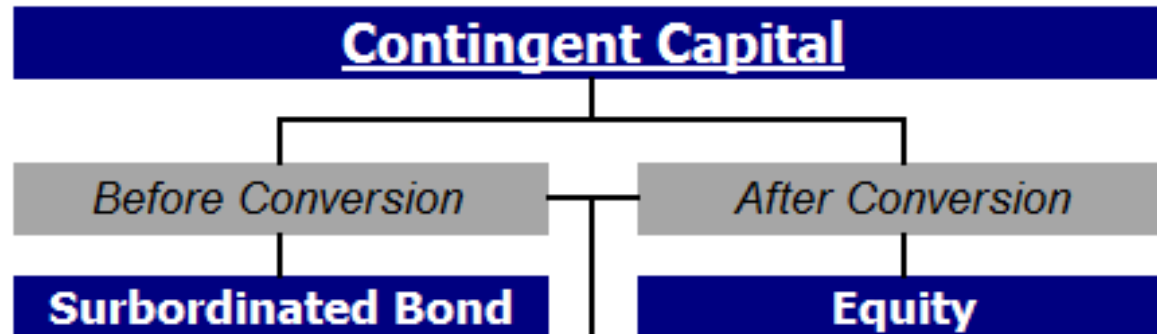 Contingent Capital
Before Conversion
After Conversion
Surbordinated Bond
Equity